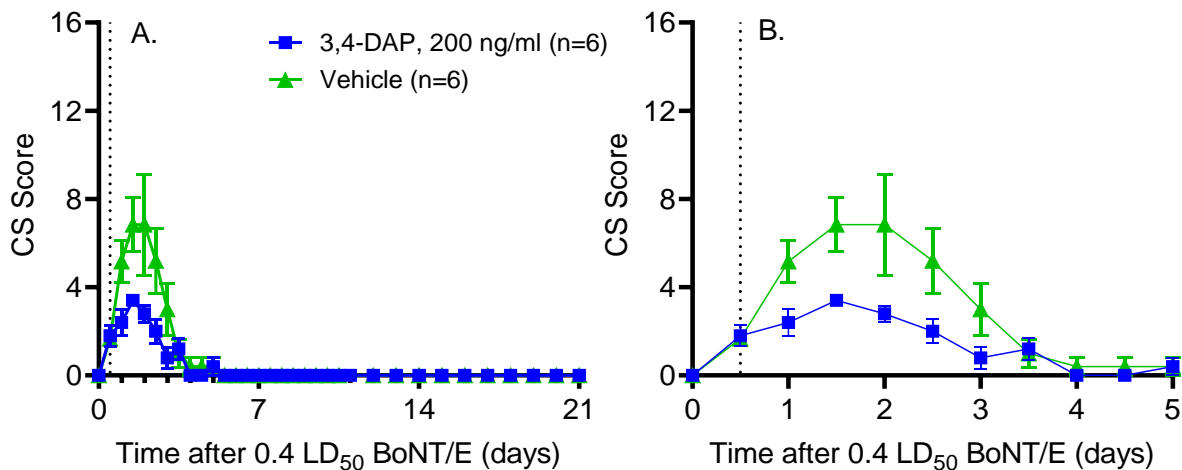 A.
3,4-DAP, 200 ng/ml (n=6)
Vehicle (n=6)
CS Score
16
12
8
4
0
0
7
14
21
Time after 0.4 LD50 BoNT/E (days)
B.
CS Score
16
12
8
4
0
0
1
2
3
4
5
Time after 0.4 LD50 BoNT/E (days)